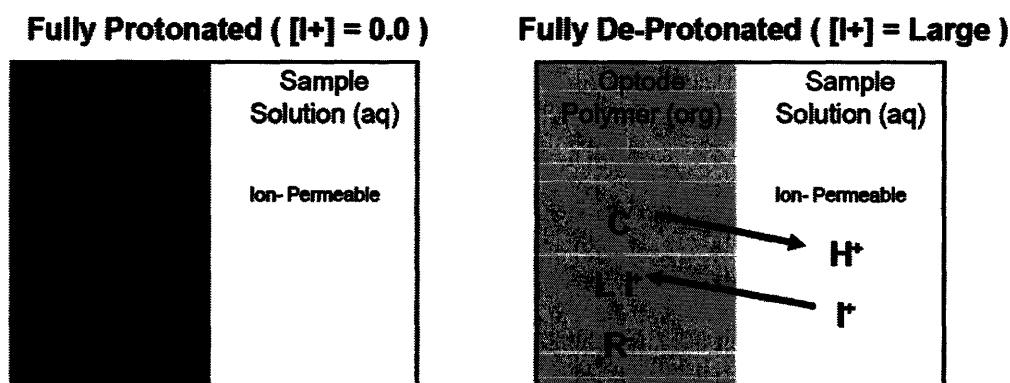 Fully Protonated ( [I+] = 0.0 )
Sample
Solution (aq)
Ion- Permeable
Fully De-Protonated ( [I+] = Large )
Optode
Polymer (org)
Sample
Solution (aq)
Ion- Permeable
C
H⁺
L I⁺
I⁺
R⁻